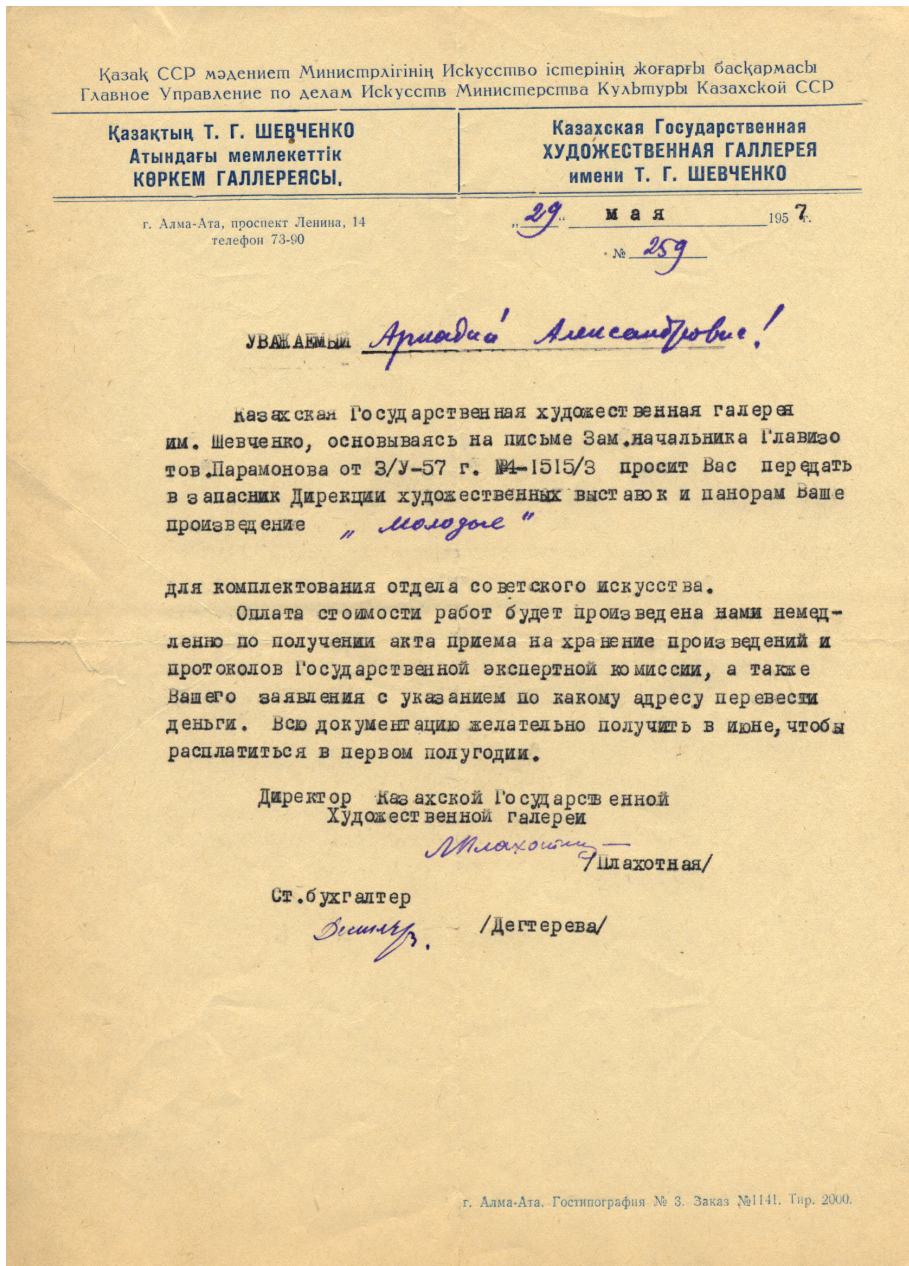 Қазақ ССР мәдениет Министрлігінің Искусство істерінің жоғарғы басқармасы
Главное Управление по делам Искусств Министерства Культуры Казахской ССР
Қазақтың Т. Г. ШЕВЧЕНКО
Атындағы мемлекеттік
КӨРКЕМ ГАЛЛЕРЕЯСЫ,
Казахская Государственная
ХУДОЖЕСТВЕННАЯ ГАЛЛЕРЕЯ
имени Т. Г. ШЕВЧЕНКО
г. Алма-Ата, проспект Ленина, 14
телефон 73-90
„29„ мая 1957г.
№ 259
УВАЖАЕМЫЙ Аркадий Александрович!
Казахская Государственная художественная галерея
им. Шевченко, основываясь на письме Зам.начальника Главизо
тов.Парамонова от 3/У-57 г. №4-1515/3 просит Вас передать
в запасник Дирекции художественных выставок и панорам Ваше
произведение „Молодые"
для комплектования отдела советского искусства.
Оплата стоимости работ будет произведена нами немед-
ленно по получении акта приема на хранение произведений и
протоколов Государственной экспертной комиссии, а также
Вашего заявления с указанием по какому адресу перевести
деньги. Всю документацию желательно получить в июне, чтобы
расплатиться в первом полугодии.
Директор Казахской Государственной
Художественной галереи
/Плахотная/
Ст.бухгалтер
/Дегтерева/
г. Алма-Ата. Гостипография № 3. Заказ №1141. Тир. 2000.